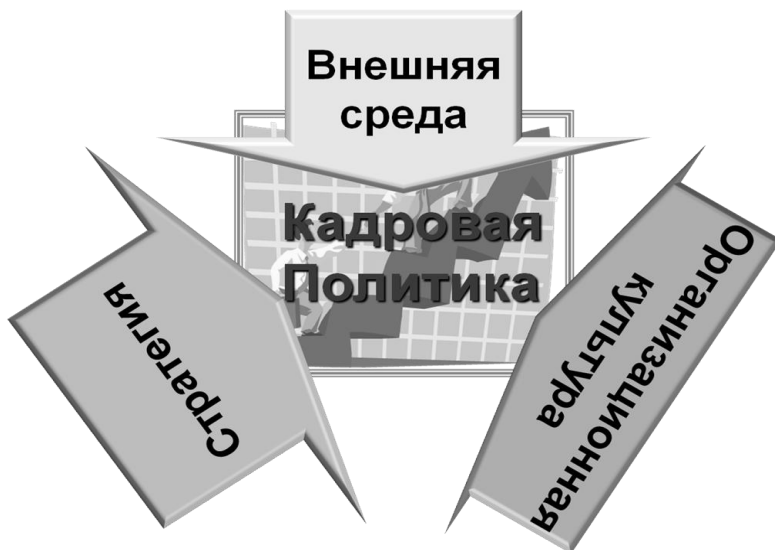 Внешняя
среда
Кадровая
Политика
Стратегия
Организационная
культура